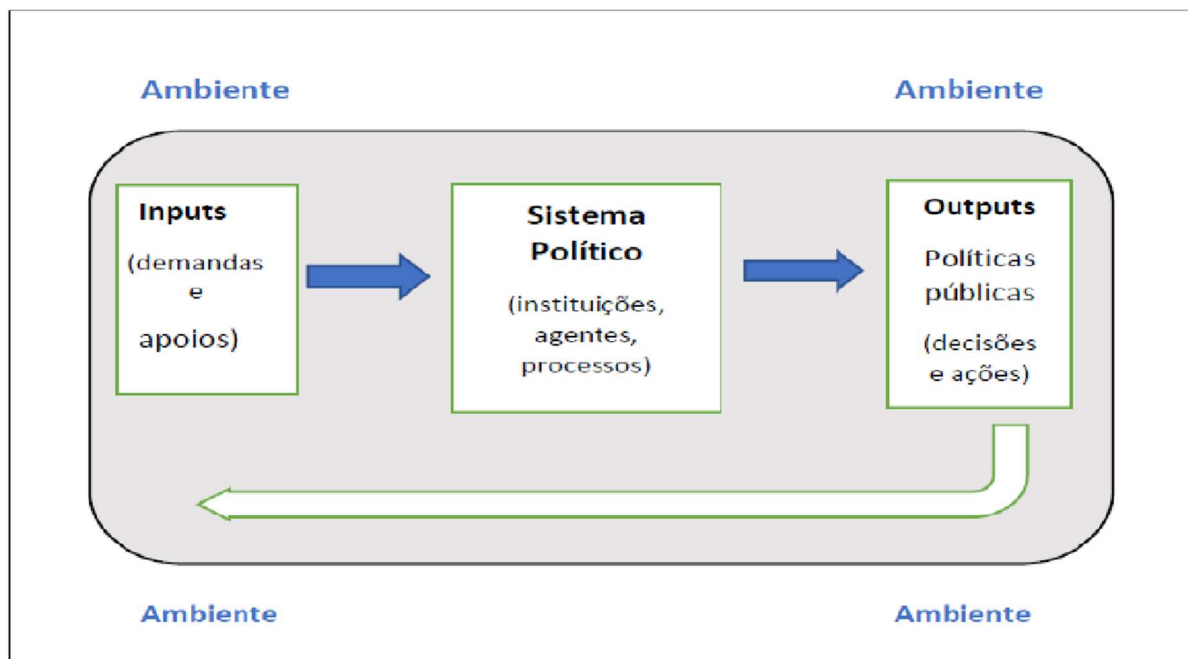 Ambiente
Ambiente
Inputs
(demandas
e
apoios)
Sistema
Político
(instituições,
agentes,
processos)
Outputs
Políticas
públicas
(decisões
e ações)
Ambiente
Ambiente